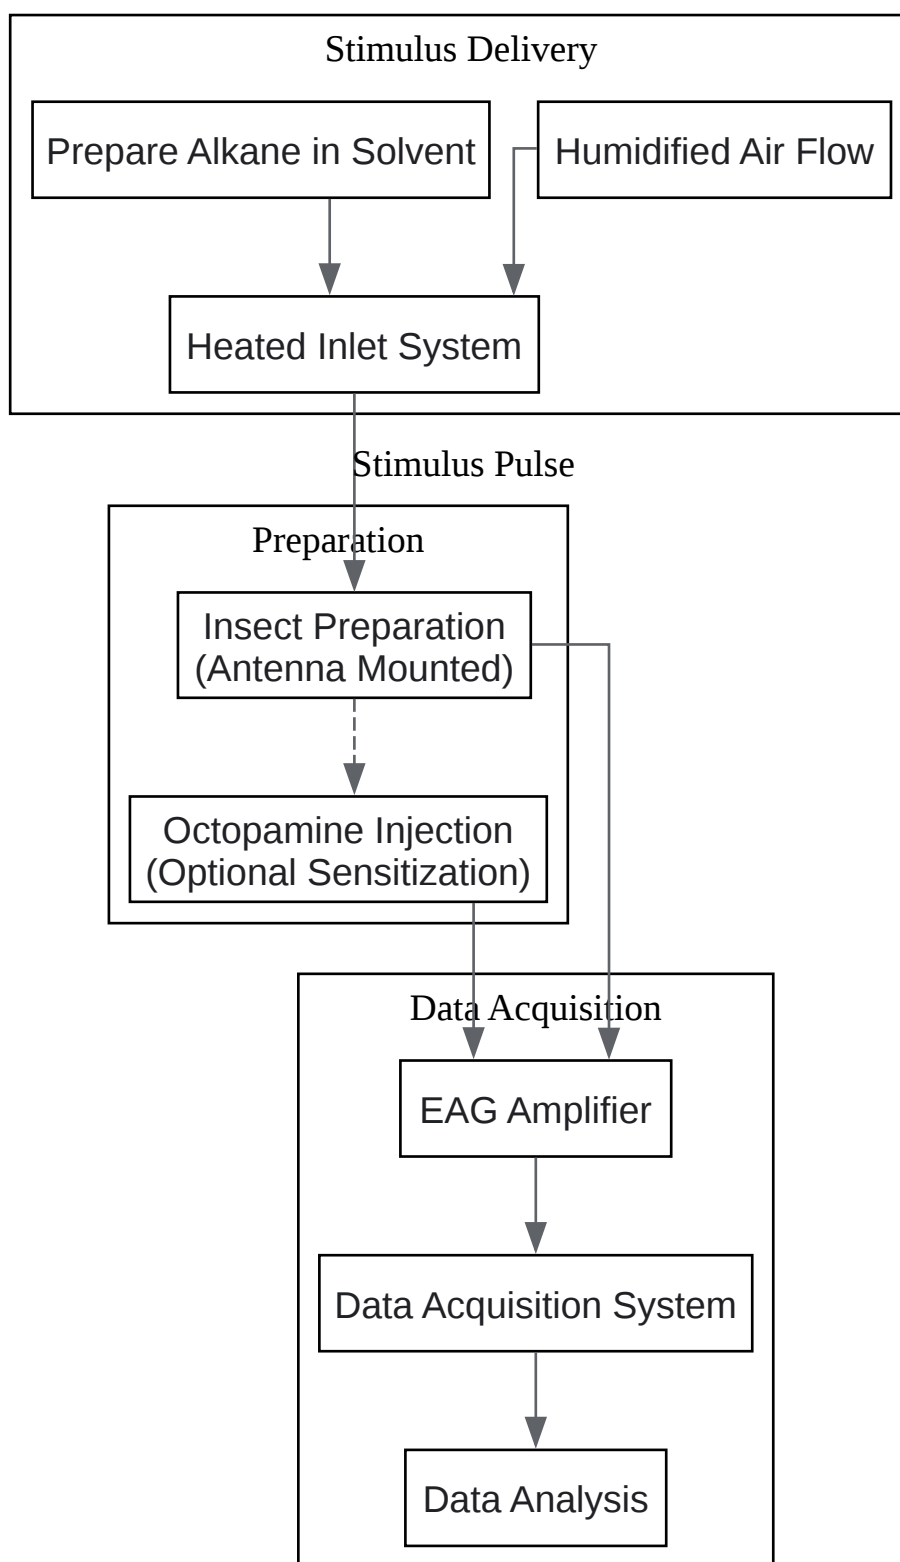 Stimulus Delivery
Prepare Alkane in Solvent
Humidified Air Flow
Heated Inlet System
Stimulus Pulse
Preparation
Insect Preparation
(Antenna Mounted)
Octopamine Injection
(Optional Sensitization)
Data Acquisition
EAG Amplifier
Data Acquisition System
Data Analysis